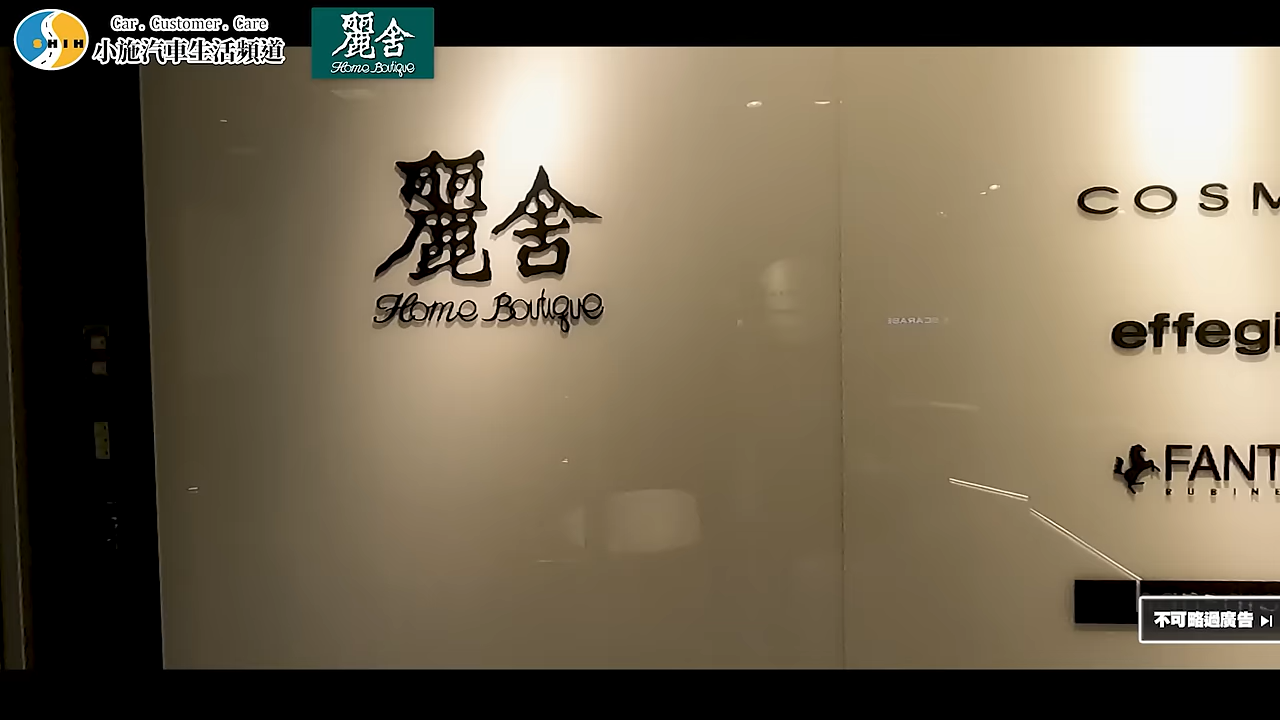 Car. Customer. Care
SHIH
小施汽車生活頻道
麗舍
Home Boutique
麗舍
Home Boutique
COSM
effegi
FANT
RUBINE
不可略過廣告